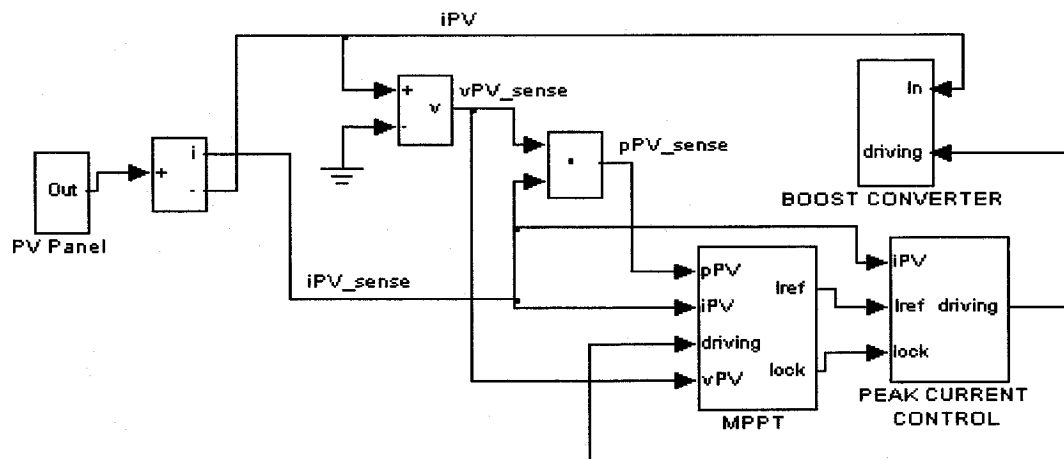 iPV
+
v
-
vPV_sense
In
driving
BOOST CONVERTER
pPV_sense
Out
+
i
-
PV Panel
iPV_sense
pPV
iPV
driving
vPV
Iref
lock
MPPT
iPV
Iref
lock
driving
PEAK CURRENT
CONTROL